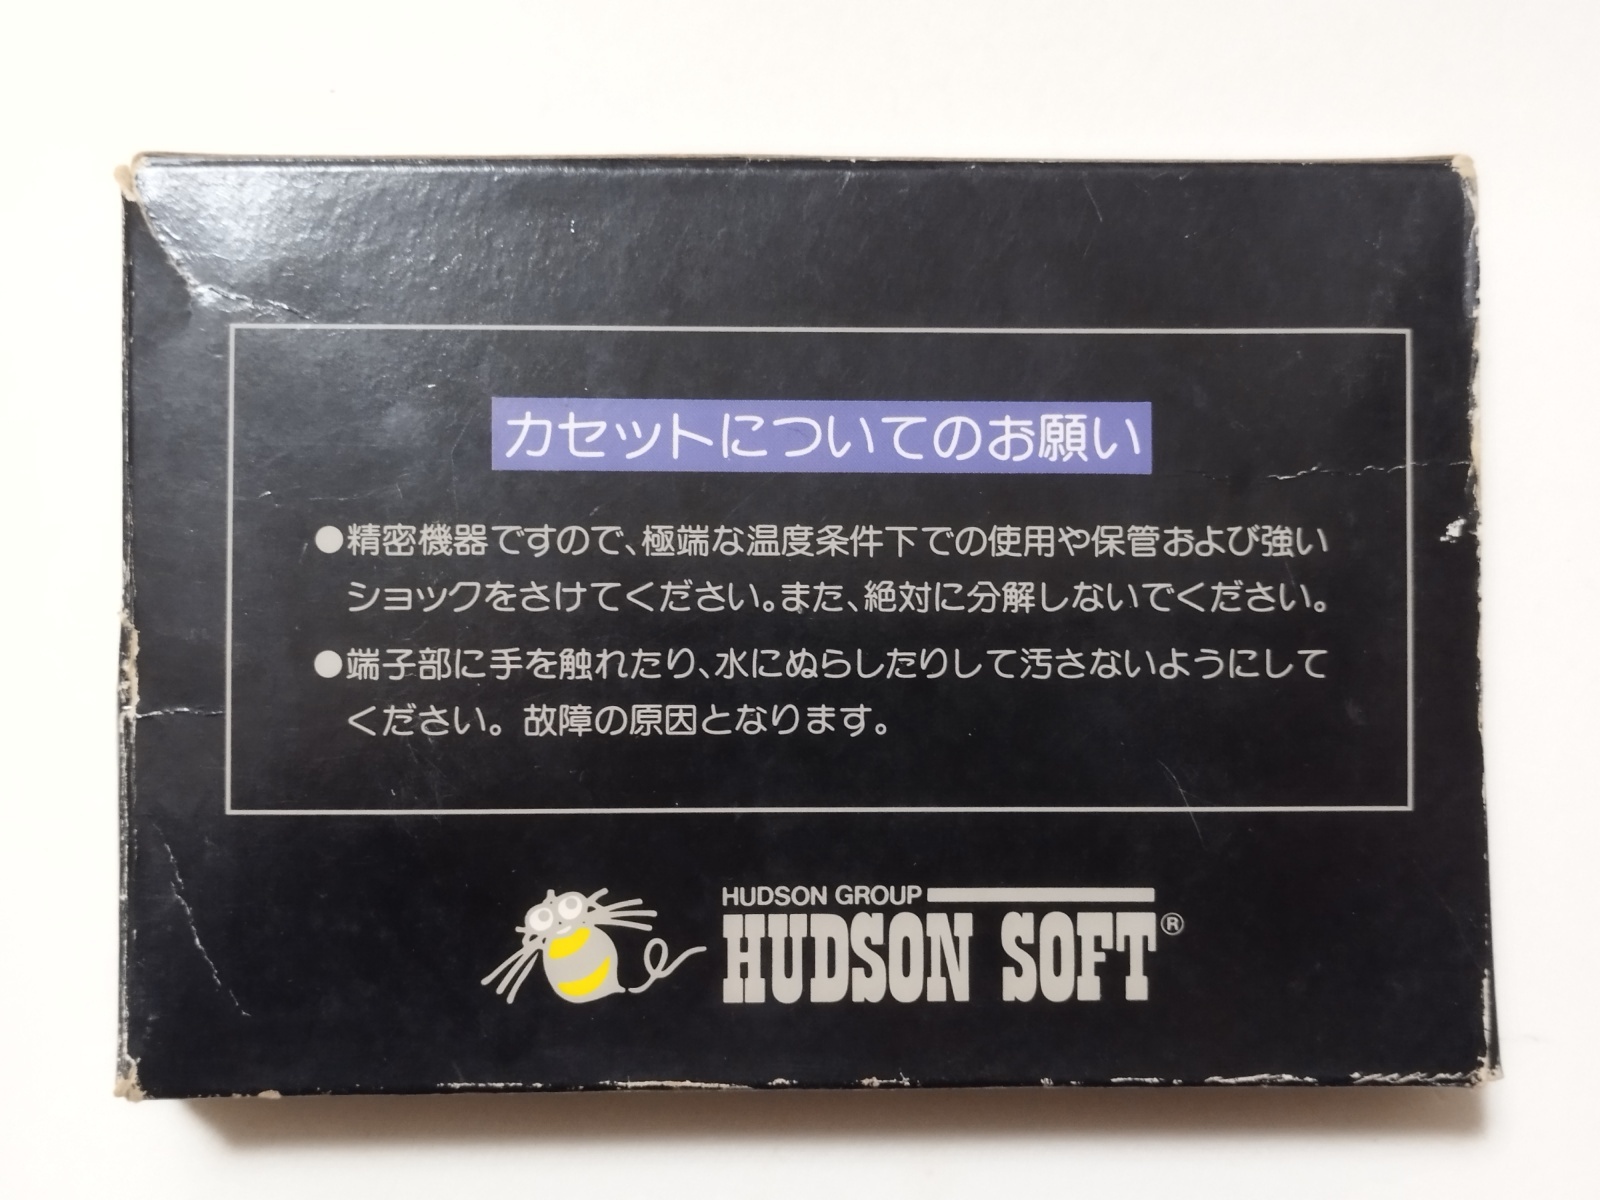 カセットについてのお願い
●精密機器ですので、極端な温度条件下での使用や保管および強い
ショックをさけてください。また、絶対に分解しないでください。
●端子部に手を触れたり、水にぬらしたりして汚さないようにして
ください。故障の原因となります。
HUDSON GROUP
HUDSON SOFT®